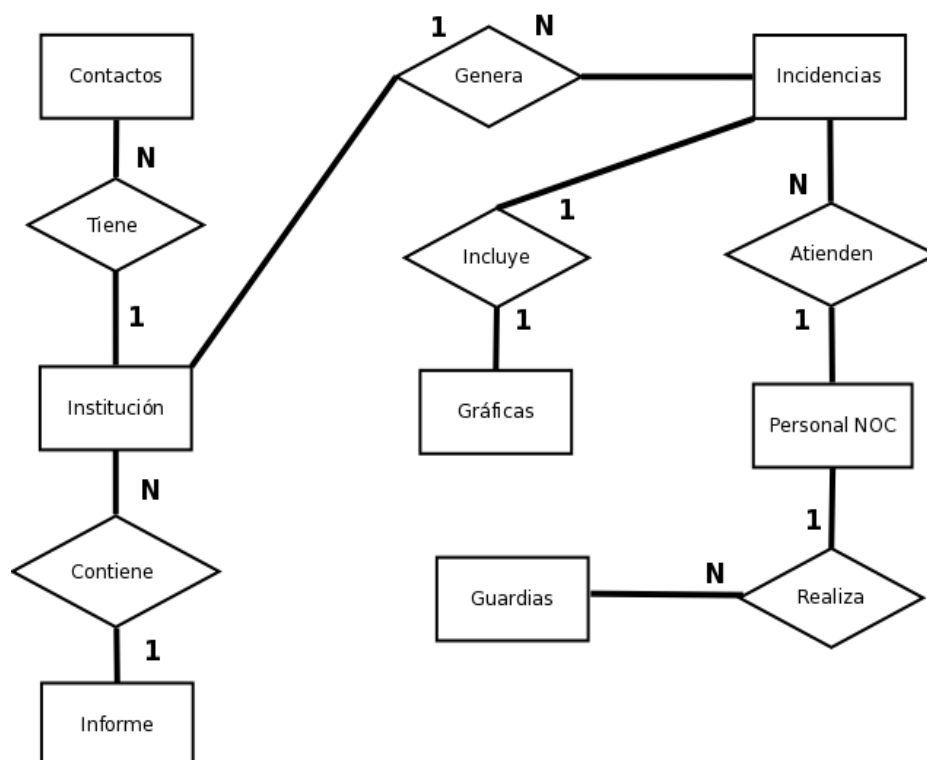 1
N
Contactos
Genera
Incidencias
N
N
Tiene
1
Incluye
Atienden
1
1
1
Institución
Gráficas
Personal NOC
N
1
Contiene
Guardias
N
Realiza
1
Informe